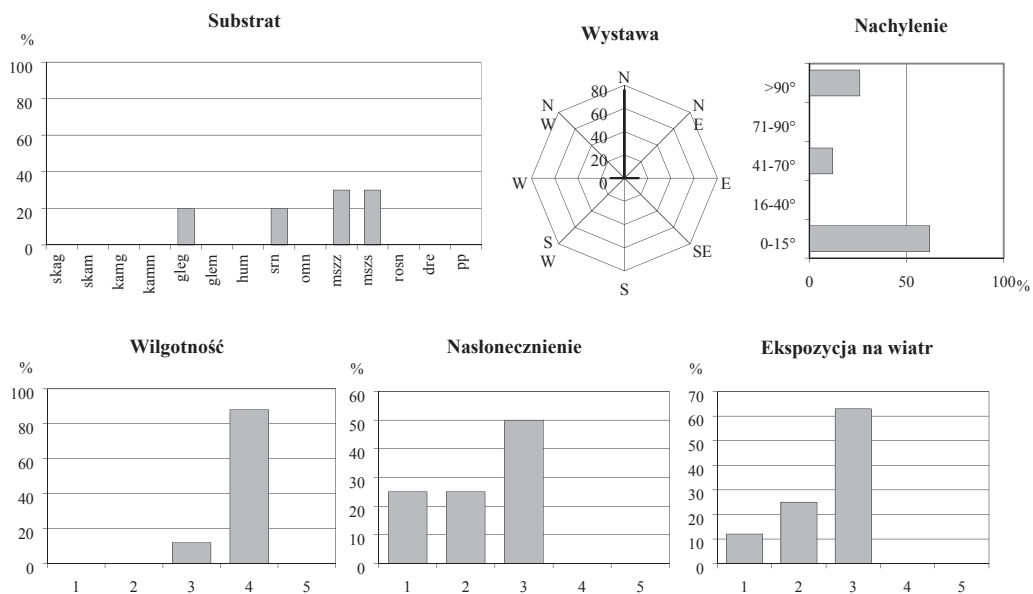 Substrat
%
100
80
60
40
20
0
skag
skam
kang
kamm
gleg
glem
hum
srn
omn
mszz
mszs
rosn
dre
pp
Wystawa
N
N
E
E
SE
S
S
W
W
N
W
80
60
40
20
0
Nachylenie
>90°
71-90°
41-70°
16-40°
0-15°
0
50
100%
Wilgotność
%
100
80
60
40
20
0
1 2 3 4 5
Nasłonecznienie
%
60
50
40
30
20
10
0
1 2 3 4 5
Ekspozycja na wiatr
%
70
60
50
40
30
20
10
0
1 2 3 4 5